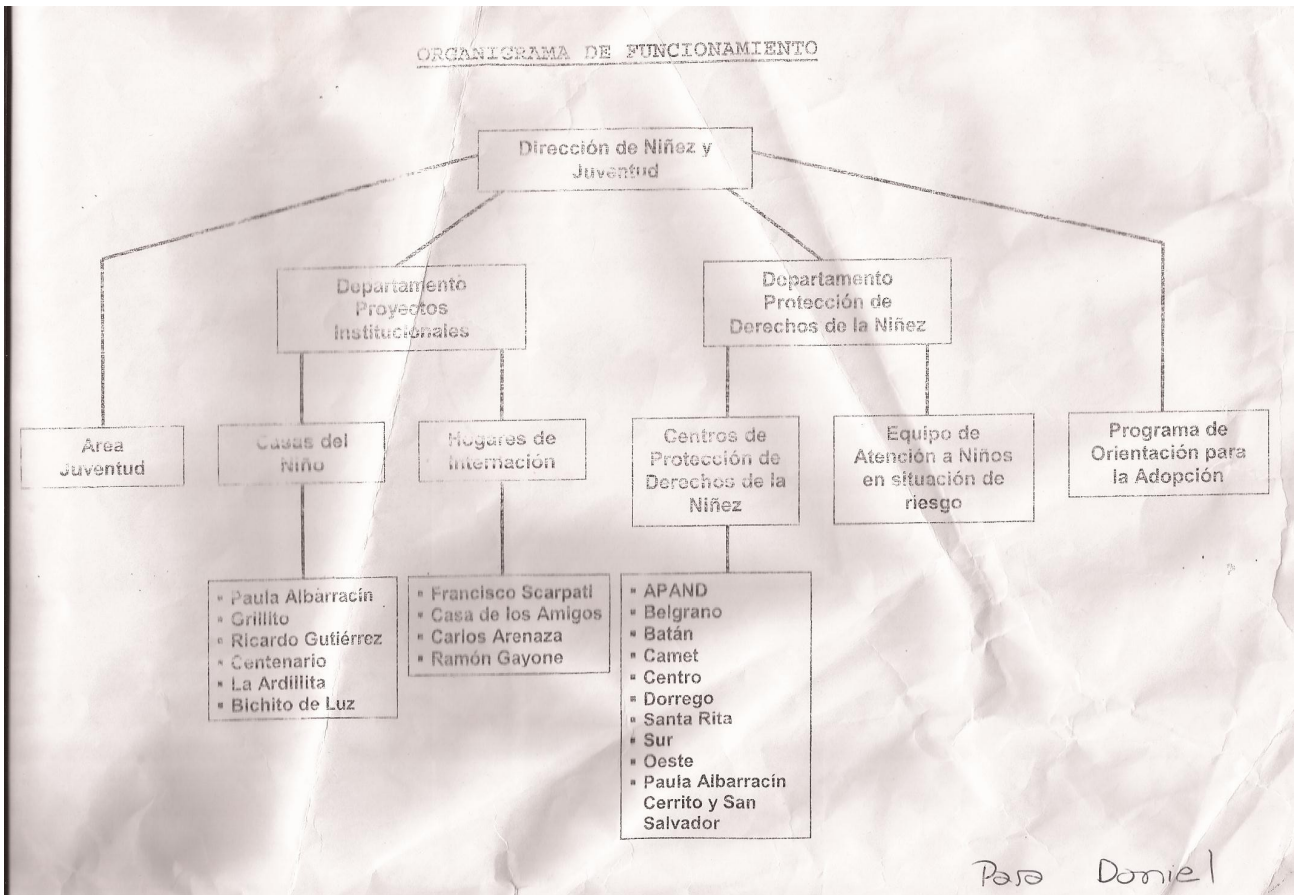 ORGANIGRAMA DE FUNCIONAMIENTO
Dirección de Niñez y
Juventud
Departamento
Proyectos
Institucionales
Departamento
Protección de
Derechos de la Niñez
Area
Juventud
Casas del
Niño
Hogares de
Internación
Centros de
Protección de
Derechos de la
Niñez
Equipo de
Atención a Niños
en situación de
riesgo
Programa de
Orientación para
la Adopción
▪ Paula Albarracín
▪ Grillito
▪ Ricardo Gutiérrez
▪ Centenario
▪ La Ardillita
▪ Bichito de Luz
▪ Francisco Scarpati
▪ Casa de los Amigos
▪ Carlos Arenaza
▪ Ramón Gayone
▪ APAND
▪ Belgrano
▪ Batán
▪ Camet
▪ Centro
▪ Dorrego
▪ Santa Rita
▪ Sur
▪ Oeste
▪ Paula Albarracín
Cerrito y San
Salvador
Para Daniel